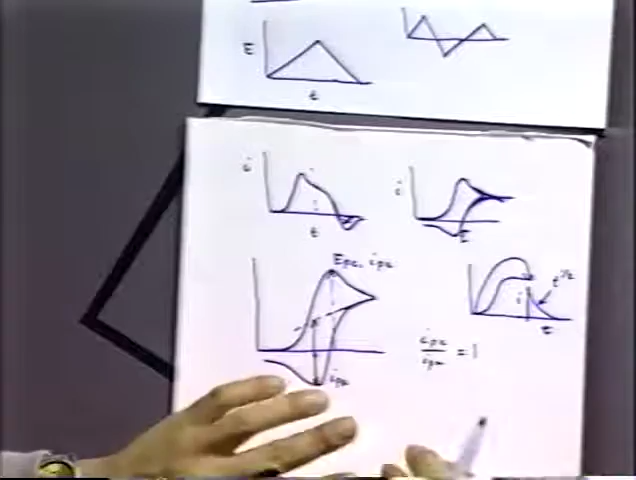 E
t
i
t
i
E
Epc, ipc
ipa
i
t^1/2
t
ipc/ipa = 1